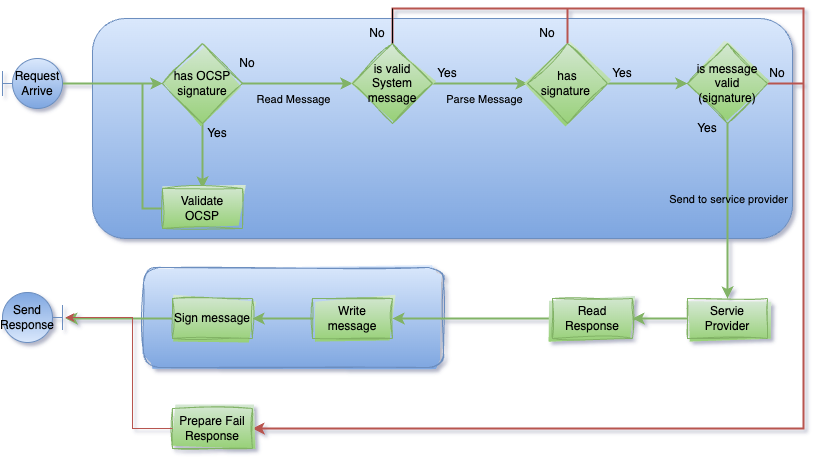 No
No
Request
Arrive
has OCSP
signature
No
Read Message
is valid
System
message
Yes
Parse Message
has
signature
Yes
is message
valid
(signature)
No
Yes
Yes
Validate
OCSP
Send to service provider
Send
Response
Sign message
Write
message
Read
Response
Servie
Provider
Prepare Fail
Response